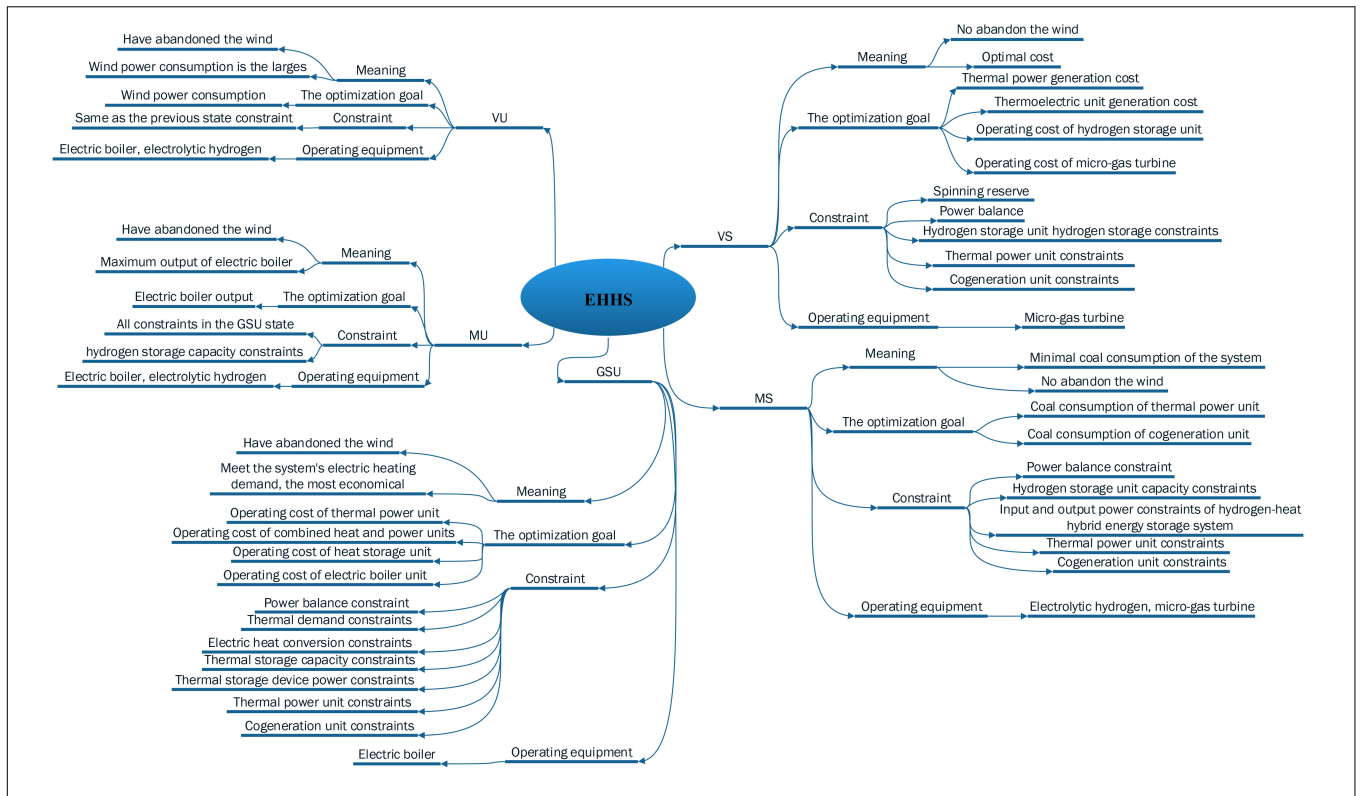 EHHS
VU
Meaning
Have abandoned the wind
Wind power consumption is the larges
The optimization goal
Wind power consumption
Constraint
Same as the previous state constraint
Operating equipment
Electric boiler, electrolytic hydrogen
MU
Meaning
Have abandoned the wind
Maximum output of electric boiler
The optimization goal
Electric boiler output
Constraint
All constraints in the GSU state
hydrogen storage capacity constraints
Operating equipment
Electric boiler, electrolytic hydrogen
GSU
Meaning
Have abandoned the wind
Meet the system's electric heating
demand, the most economical
The optimization goal
Operating cost of thermal power unit
Operating cost of combined heat and power units
Operating cost of heat storage unit
Operating cost of electric boiler unit
Constraint
Power balance constraint
Thermal demand constraints
Electric heat conversion constraints
Thermal storage capacity constraints
Thermal storage device power constraints
Thermal power unit constraints
Cogeneration unit constraints
Operating equipment
Electric boiler
VS
Meaning
No abandon the wind
Optimal cost
The optimization goal
Thermal power generation cost
Thermoelectric unit generation cost
Operating cost of hydrogen storage unit
Operating cost of micro-gas turbine
Constraint
Spinning reserve
Power balance
Hydrogen storage unit hydrogen storage constraints
Thermal power unit constraints
Cogeneration unit constraints
Operating equipment
Micro-gas turbine
MS
Meaning
Minimal coal consumption of the system
No abandon the wind
The optimization goal
Coal consumption of thermal power unit
Coal consumption of cogeneration unit
Constraint
Power balance constraint
Hydrogen storage unit capacity constraints
Input and output power constraints of hydrogen-heat
hybrid energy storage system
Thermal power unit constraints
Cogeneration unit constraints
Operating equipment
Electrolytic hydrogen, micro-gas turbine